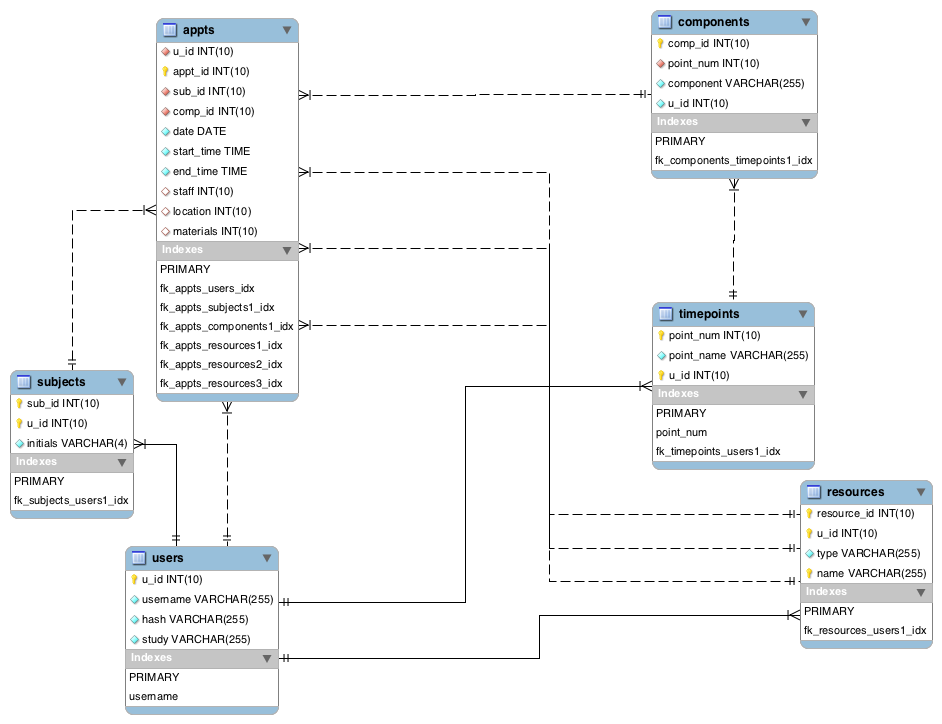 appts
u_id INT(10)
appt_id INT(10)
sub_id INT(10)
comp_id INT(10)
date DATE
start_time TIME
end_time TIME
staff INT(10)
location INT(10)
materials INT(10)
Indexes
PRIMARY
fk_appts_users_idx
fk_appts_subjects1_idx
fk_appts_components1_idx
fk_appts_resources1_idx
fk_appts_resources2_idx
fk_appts_resources3_idx
components
comp_id INT(10)
point_num INT(10)
component VARCHAR(255)
u_id INT(10)
Indexes
PRIMARY
fk_components_timepoints1_idx
timepoints
point_num INT(10)
point_name VARCHAR(255)
u_id INT(10)
Indexes
PRIMARY
point_num
fk_timepoints_users1_idx
subjects
sub_id INT(10)
u_id INT(10)
initials VARCHAR(4)
Indexes
PRIMARY
fk_subjects_users1_idx
resources
resource_id INT(10)
u_id INT(10)
type VARCHAR(255)
name VARCHAR(255)
Indexes
PRIMARY
fk_resources_users1_idx
users
u_id INT(10)
username VARCHAR(255)
hash VARCHAR(255)
study VARCHAR(255)
Indexes
PRIMARY
username